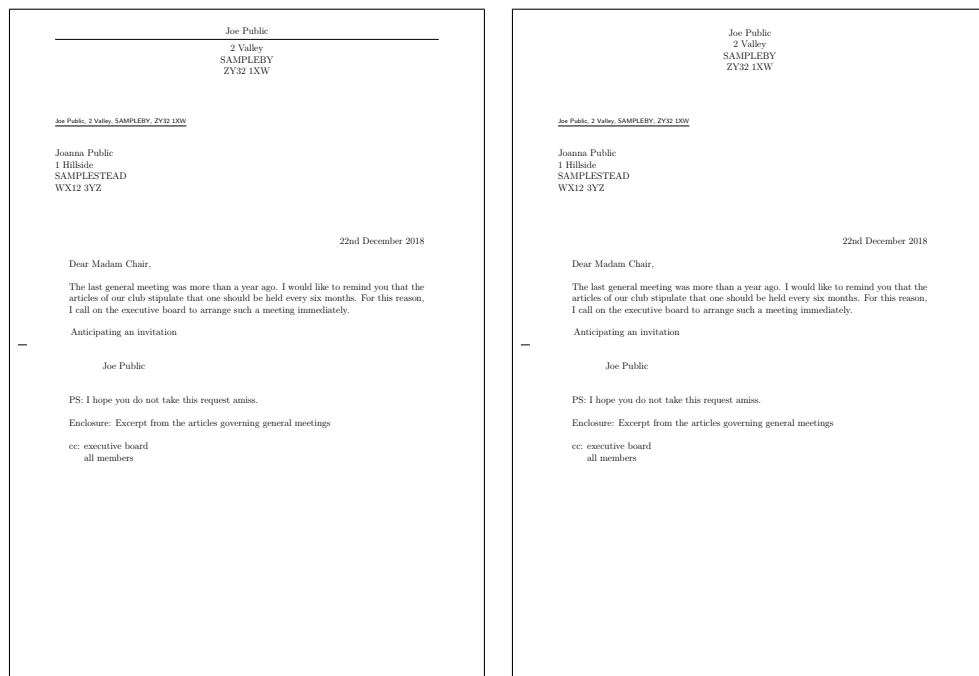 Joe Public
2 Valley
SAMPLEBY
ZY32 1XW
Joe Public, 2 Valley, SAMPLEBY, ZY32 1XW
Joanna Public
1 Hillside
SAMPLESTEAD
WX12 3YZ
22nd December 2018
Dear Madam Chair,
The last general meeting was more than a year ago. I would like to remind you that the
articles of our club stipulate that one should be held every six months. For this reason,
I call on the executive board to arrange such a meeting immediately.
Anticipating an invitation
Joe Public
PS: I hope you do not take this request amiss.
Enclosure: Excerpt from the articles governing general meetings
cc: executive board
all members
Joe Public
2 Valley
SAMPLEBY
ZY32 1XW
Joe Public, 2 Valley, SAMPLEBY, ZY32 1XW
Joanna Public
1 Hillside
SAMPLESTEAD
WX12 3YZ
22nd December 2018
Dear Madam Chair,
The last general meeting was more than a year ago. I would like to remind you that the
articles of our club stipulate that one should be held every six months. For this reason,
I call on the executive board to arrange such a meeting immediately.
Anticipating an invitation
Joe Public
PS: I hope you do not take this request amiss.
Enclosure: Excerpt from the articles governing general meetings
cc: executive board
all members